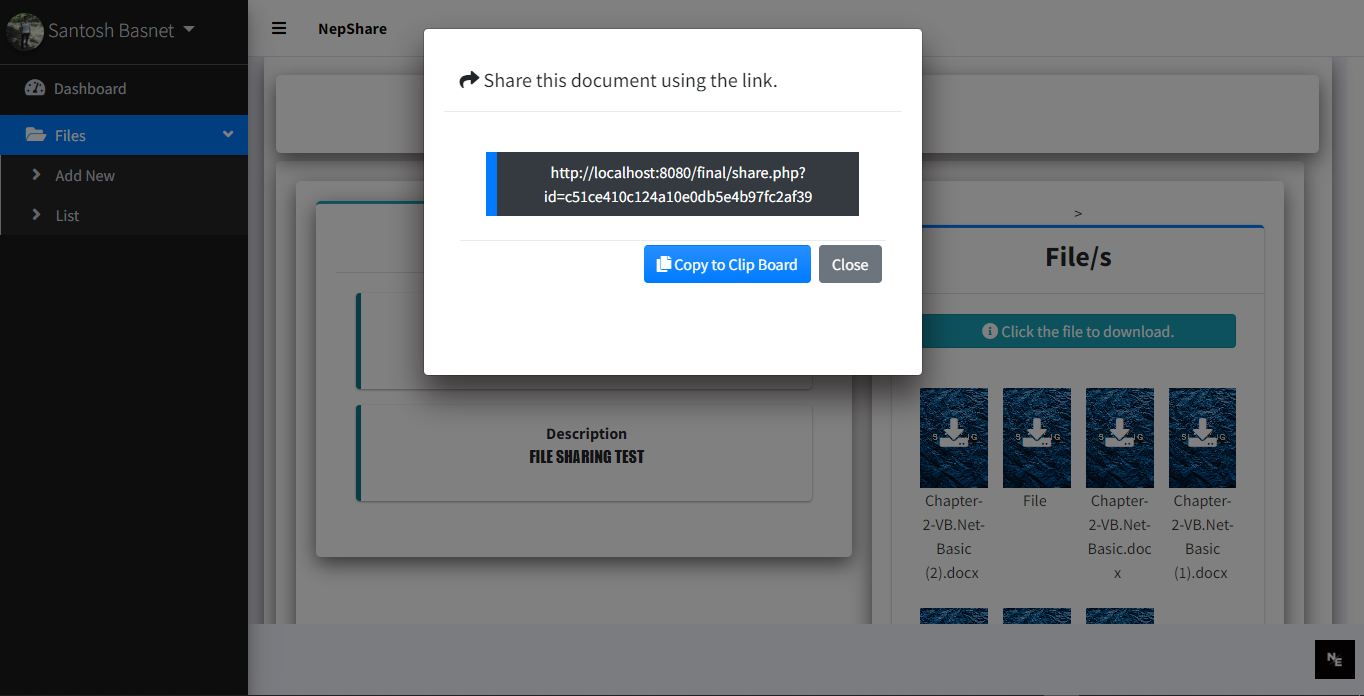 Santosh Basnet
NepShare
Dashboard
Files
Add New
List
Share this document using the link.
http://localhost:8080/final/share.php?
id=c51ce410c124a10e0db5e4b97fc2af39
Copy to Clip Board
Close
Description
FILE SHARING TEST
>
File/s
Click the file to download.
Chapter-
2-VB.Net-
Basic
(2).docx
File
Chapter-
2-VB.Net-
Basic.doc
x
Chapter-
2-VB.Net-
Basic
(1).docx
NE